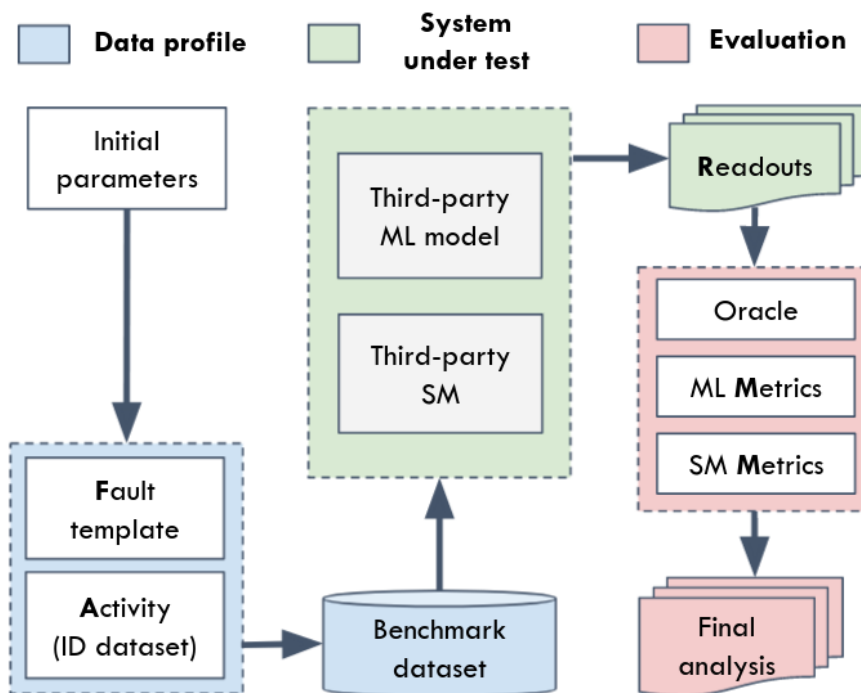 Data profile
System
under test
Evaluation
Initial
parameters
Third-party
ML model
Third-party
SM
Readouts
Oracle
ML Metrics
SM Metrics
Fault
template
Activity
(ID dataset)
Benchmark
dataset
Final
analysis